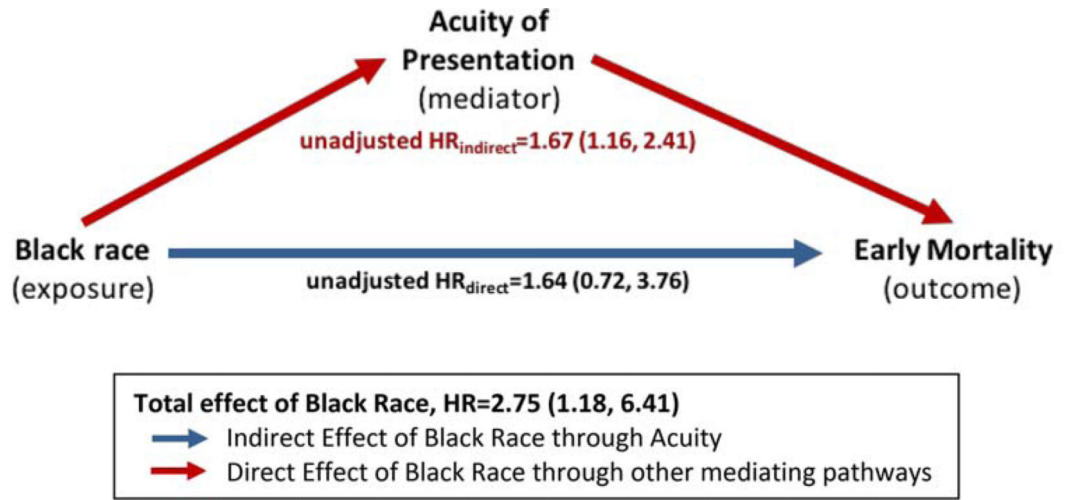 Acuity of
Presentation
(mediator)
unadjusted HRindirect=1.67 (1.16, 2.41)
Black race
(exposure)
Early Mortality
(outcome)
unadjusted HRdirect=1.64 (0.72, 3.76)
Total effect of Black Race, HR=2.75 (1.18, 6.41)
Indirect Effect of Black Race through Acuity
Direct Effect of Black Race through other mediating pathways